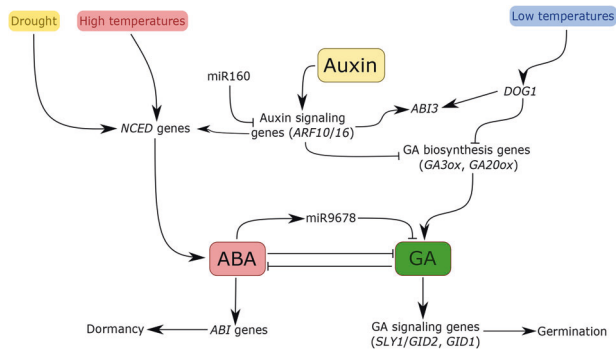 Drought
High temperatures
Low temperatures
miR160
Auxin
DOG1
ABI3
Auxin signaling
genes (ARF10/16)
NCED genes
GA biosynthesis genes
(GA3ox, GA20ox)
miR9678
ABA
GA
Dormancy
ABI genes
GA signaling genes
(SLY1/GID2, GID1)
Germination